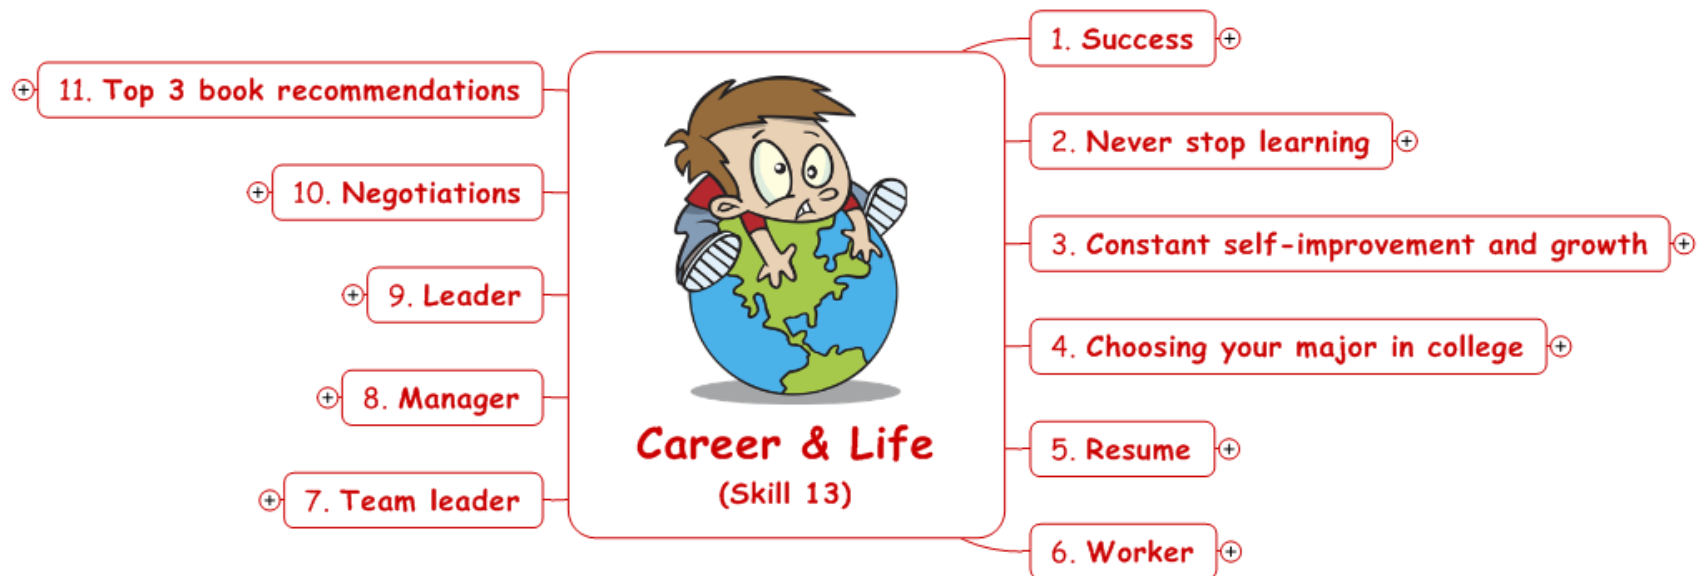 Career & Life
(Skill 13)
1. Success
2. Never stop learning
3. Constant self-improvement and growth
4. Choosing your major in college
5. Resume
6. Worker
7. Team leader
8. Manager
9. Leader
10. Negotiations
11. Top 3 book recommendations